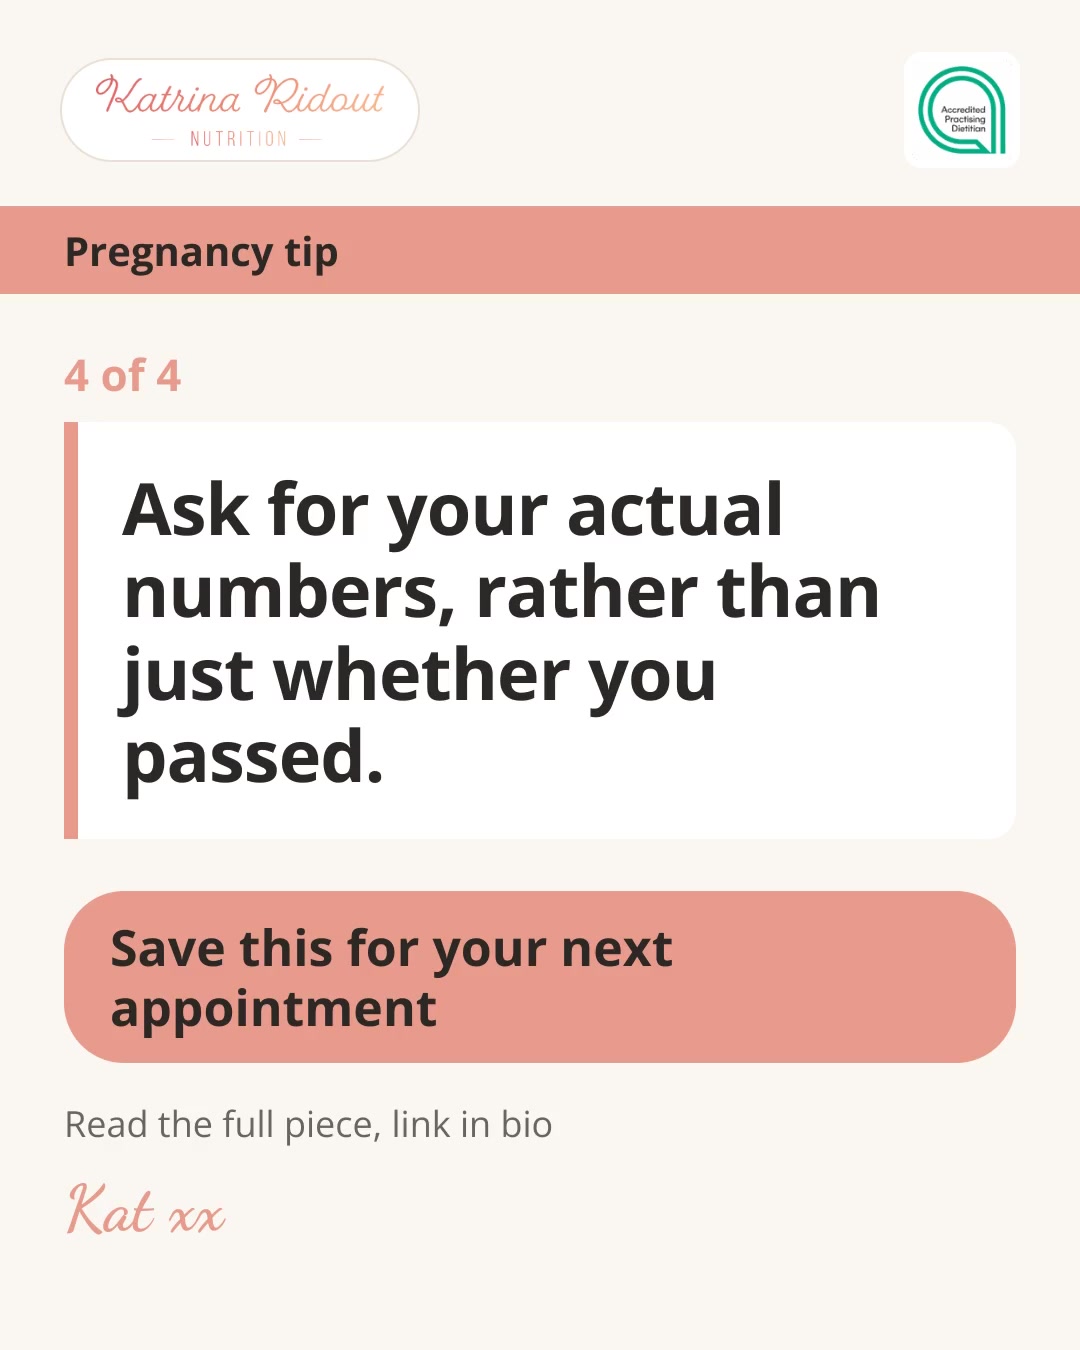 Katrina Ridout
NUTRITION
Accredited
Practising
Dietitian
Pregnancy tip
4 of 4
Ask for your actual
numbers, rather than
just whether you
passed.
Save this for your next
appointment
Read the full piece, link in bio
Kat xx